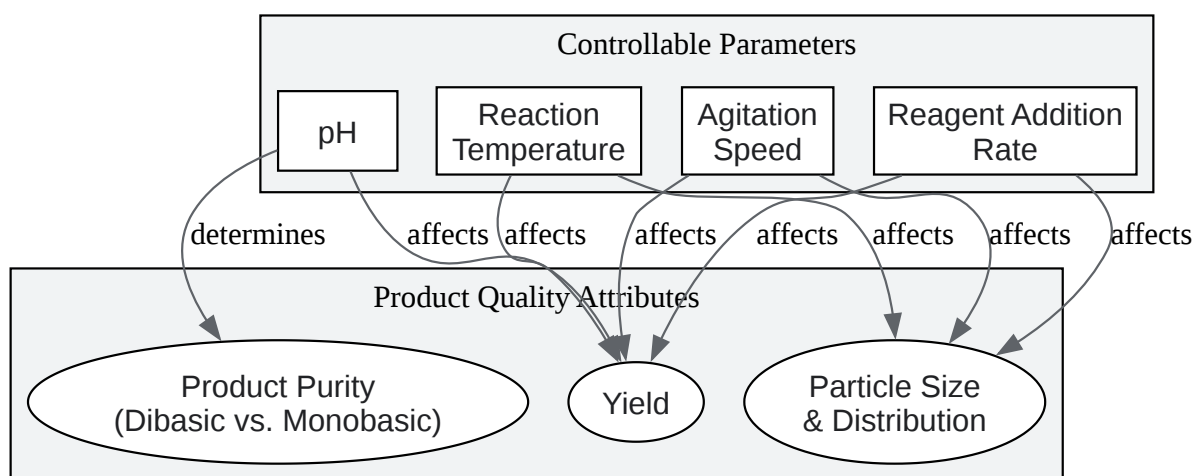 Controllable Parameters
pH
Reaction
Temperature
Agitation
Speed
Reagent Addition
Rate
determines
affects
affects
affects
affects
affects
affects
affects
Product Quality Attributes
Product Purity
(Dibasic vs. Monobasic)
Yield
Particle Size
& Distribution